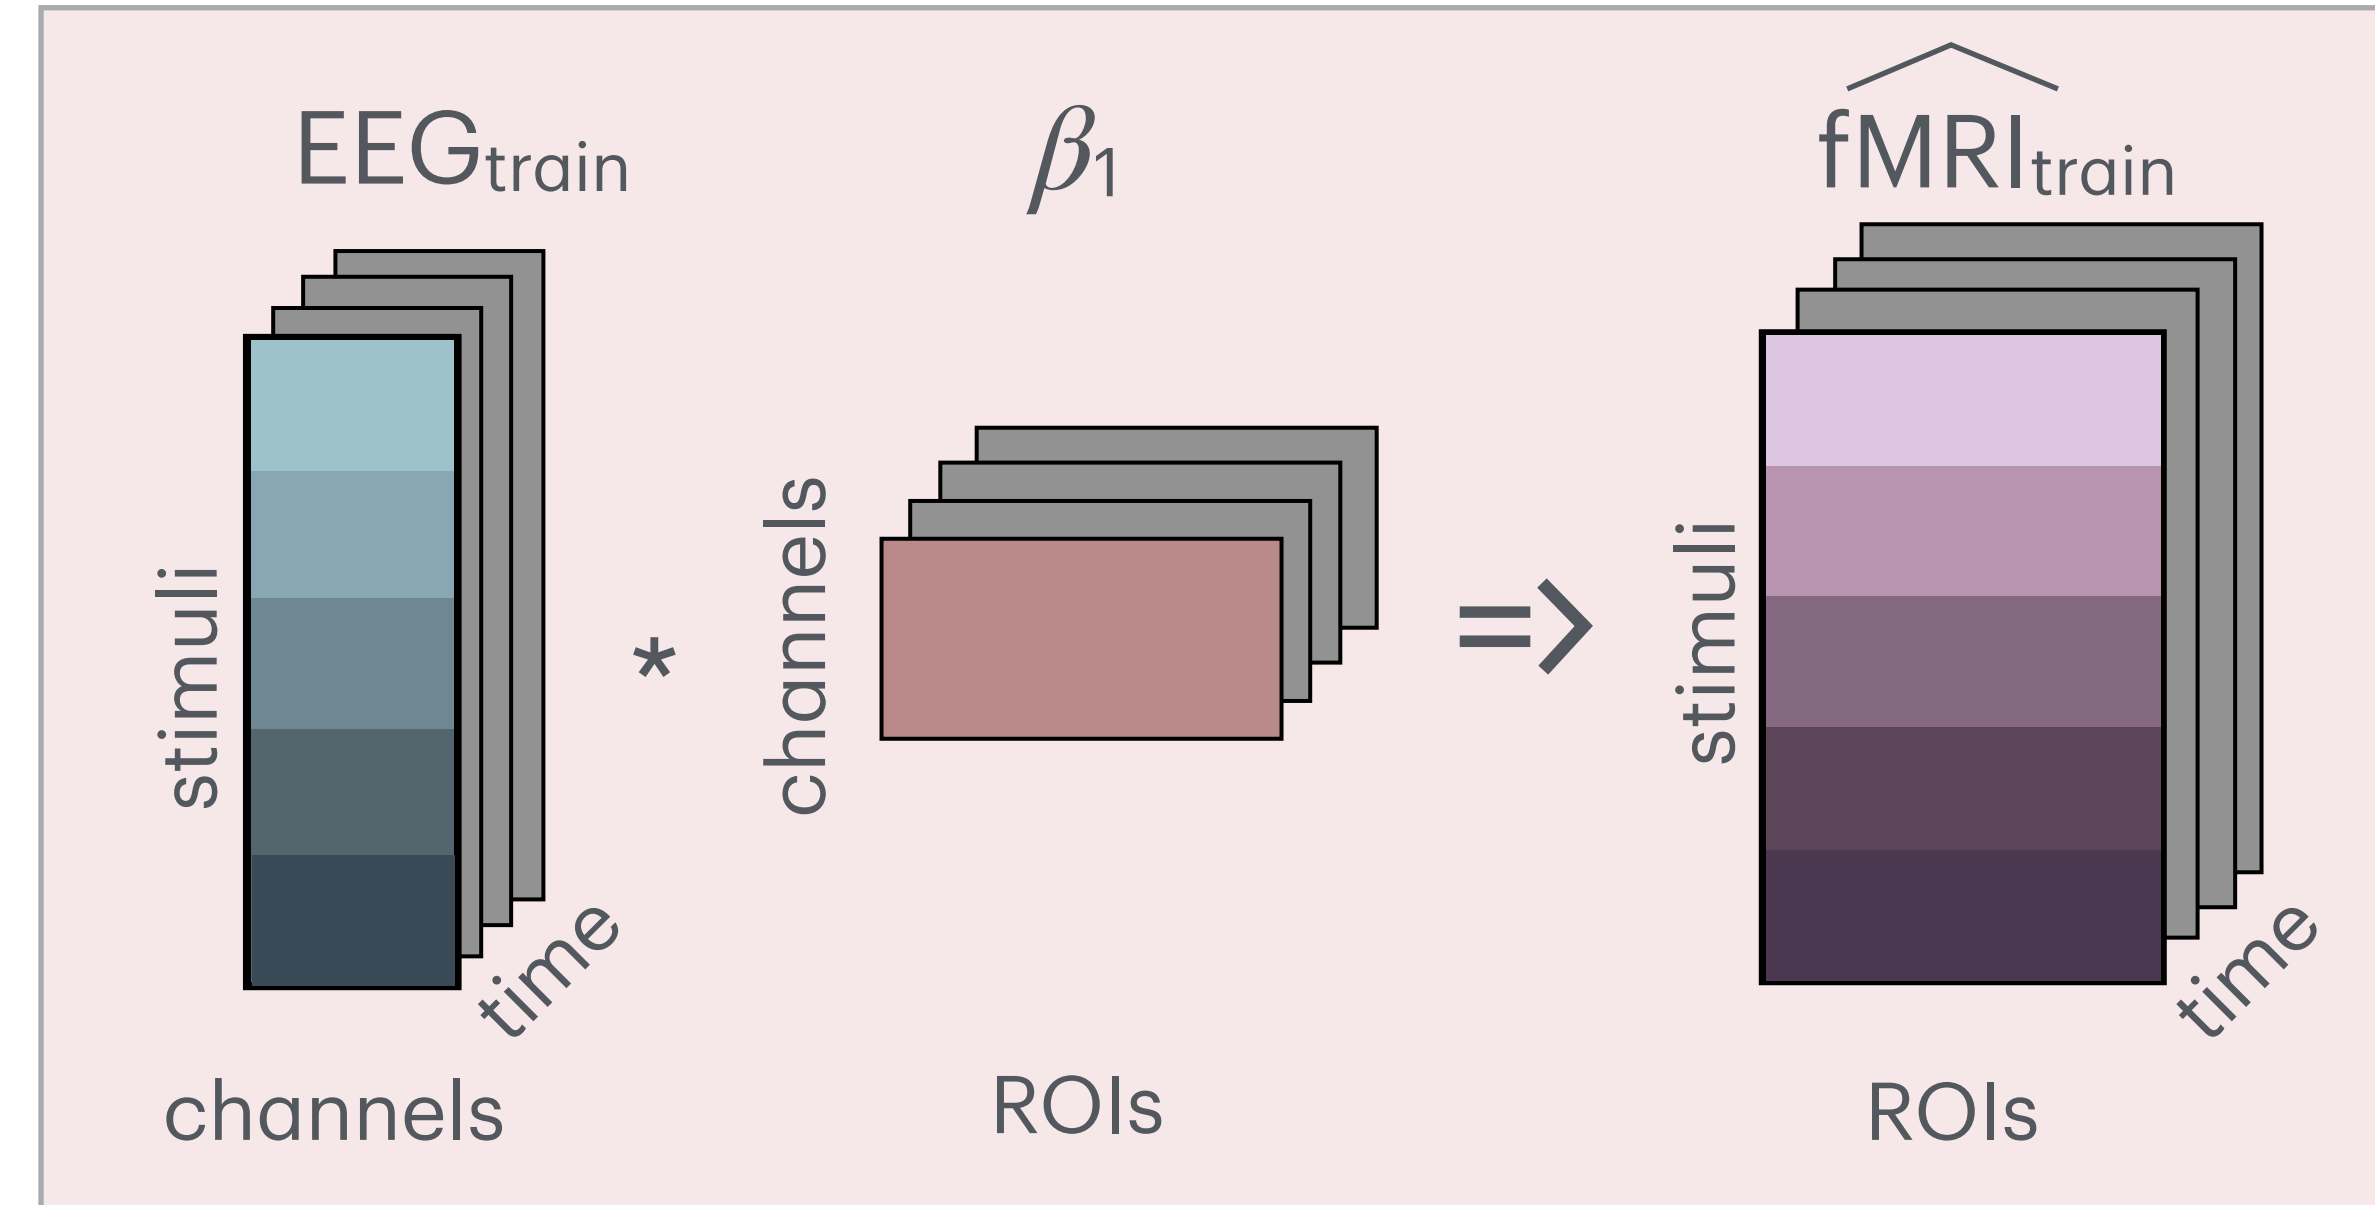 EEGtrain
β1
fMRItrain
stimuli
*
channels
=>
stimuli
time
time
channels
ROIs
ROIs